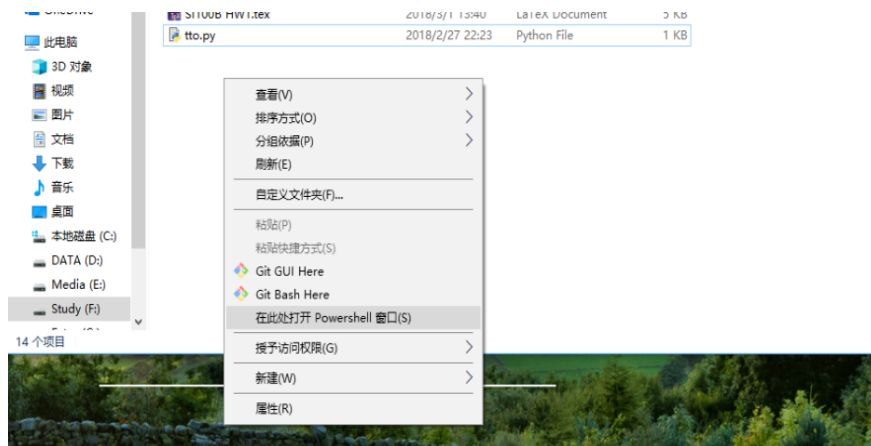 SI100B HW1.tex 2018/3/1 13:40 LaTeX Document 5 KB
tto.py 2018/2/27 22:23 Python File 1 KB
此电脑
3D 对象
视频
图片
文档
下载
音乐
桌面
本地磁盘 (C:)
DATA (D:)
Media (E:)
Study (F:)
14 个项目
查看(V)
排序方式(O)
分组依据(P)
刷新(E)
自定义文件夹(F)...
粘贴(P)
粘贴快捷方式(S)
Git GUI Here
Git Bash Here
在此处打开 Powershell 窗口(S)
授予访问权限(G)
新建(W)
属性(R)